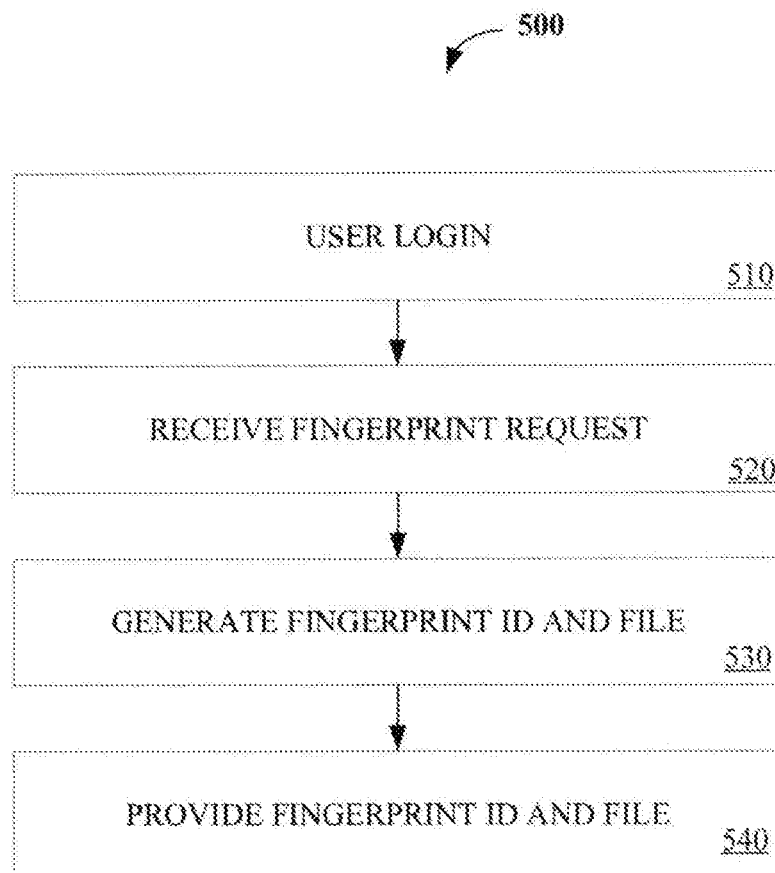 500
USER LOGIN
510
RECEIVE FINGERPRINT REQUEST
520
GENERATE FINGERPRINT ID AND FILE
530
PROVIDE FINGERPRINT ID AND FILE
540